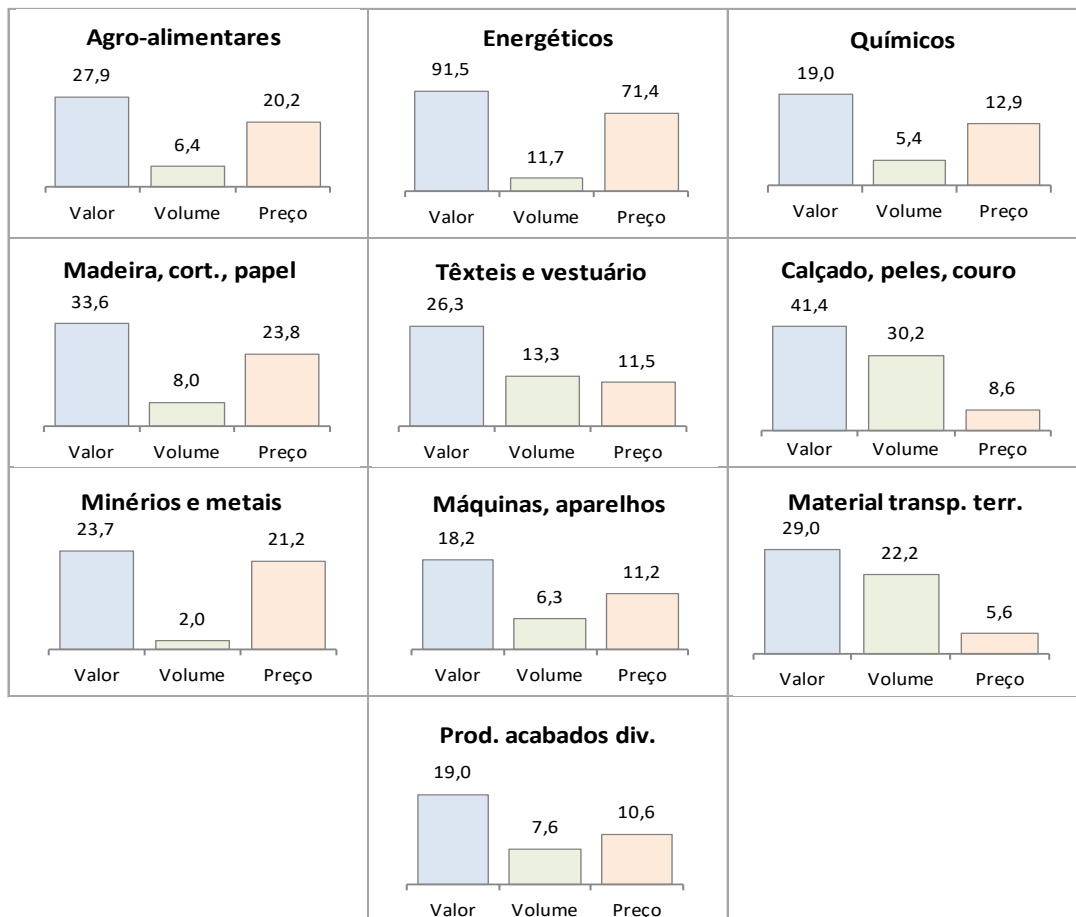 Agro-alimentares
27,9
6,4
20,2
Valor Volume Preço
Energéticos
91,5
11,7
71,4
Valor Volume Preço
Químicos
19,0
5,4
12,9
Valor Volume Preço
Madeira, cort., papel
33,6
8,0
23,8
Valor Volume Preço
Têxteis e vestuário
26,3
13,3
11,5
Valor Volume Preço
Calçado, peles, couro
41,4
30,2
8,6
Valor Volume Preço
Minérios e metais
23,7
2,0
21,2
Valor Volume Preço
Máquinas, aparelhos
18,2
6,3
11,2
Valor Volume Preço
Material transp. terr.
29,0
22,2
5,6
Valor Volume Preço
Prod. acabados div.
19,0
7,6
10,6
Valor Volume Preço